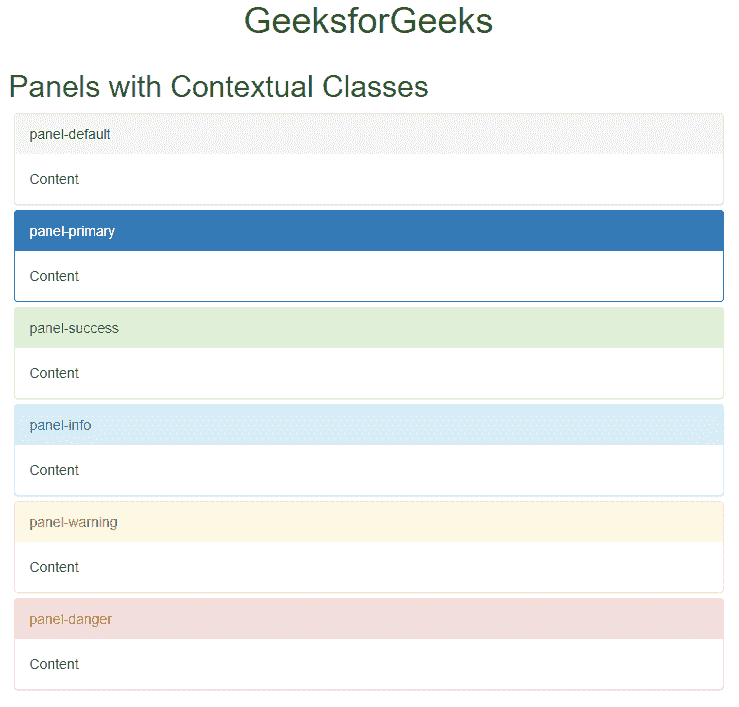 GeeksforGeeks
Panels with Contextual Classes
panel-default
Content
panel-primary
Content
panel-success
Content
panel-info
Content
panel-warning
Content
panel-danger
Content